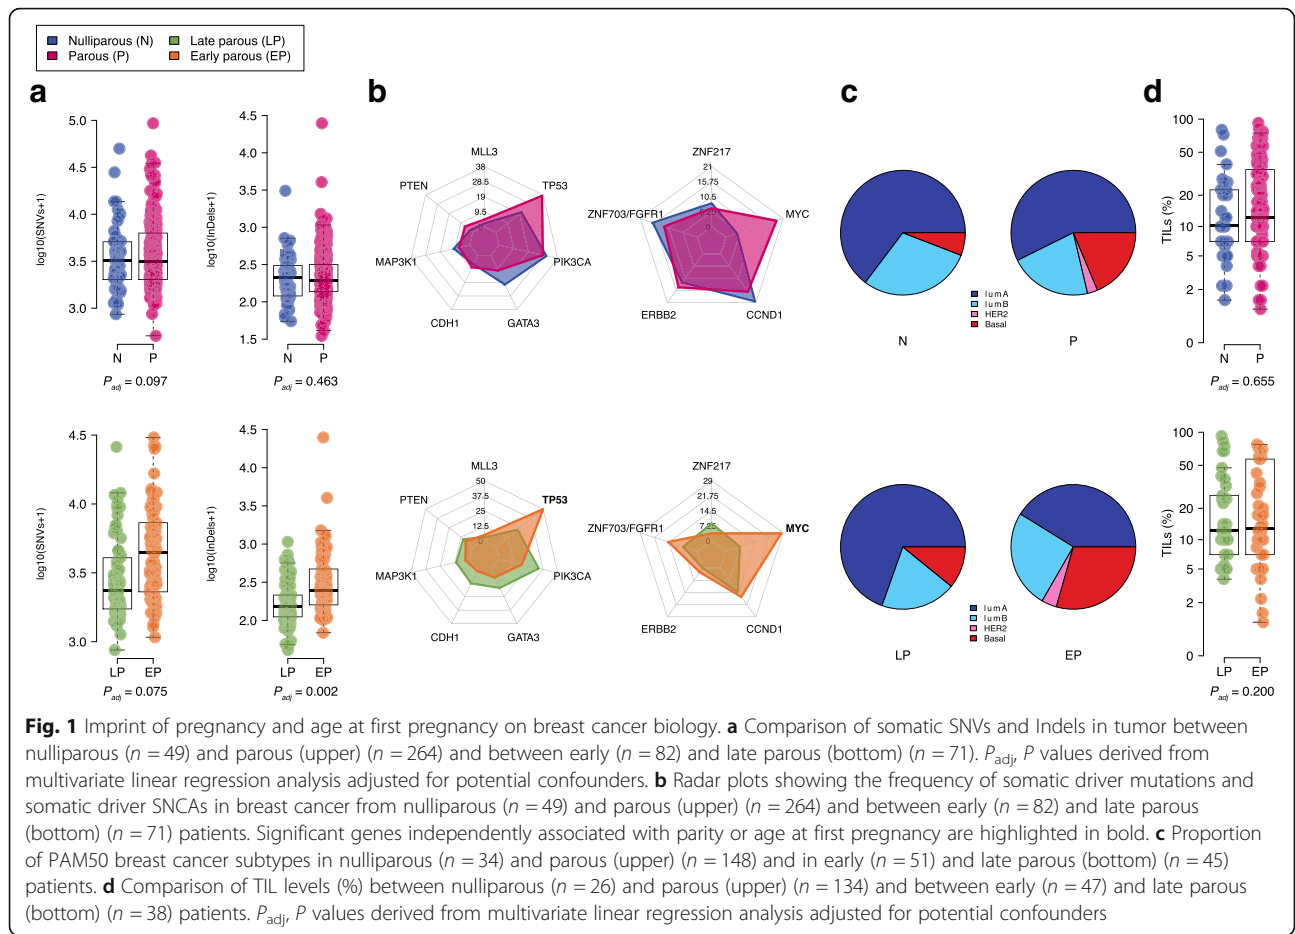 Nulliparous (N)
Parous (P)
Late parous (LP)
Early parous (EP)
a
b
c
d
log10(SNVs+1)
5.0
4.5
4.0
3.5
3.0
N P
Padj = 0.097
log10(InDels+1)
4.5
4.0
3.5
3.0
2.5
2.0
1.5
N P
Padj = 0.463
MLL3
38
28.5
19
9.5
0
TP53
PIK3CA
GATA3
CDH1
MAP3K1
PTEN
ZNF217
21
15.75
10.5
5.25
0
MYC
CCND1
ERBB2
ZNF703/FGFR1
lumA
lumB
HER2
Basal
N
P
TILs (%)
100
50
20
10
5
2
0
N P
Padj = 0.655
log10(SNVs+1)
4.5
4.0
3.5
3.0
LP EP
Padj = 0.075
log10(InDels+1)
4.5
4.0
3.5
3.0
2.5
2.0
LP EP
Padj = 0.002
MLL3
50
37.5
25
12.5
0
TP53
PIK3CA
GATA3
CDH1
MAP3K1
PTEN
ZNF217
29
21.75
14.5
7.25
0
MYC
CCND1
ERBB2
ZNF703/FGFR1
lumA
lumB
HER2
Basal
LP
EP
TILs (%)
100
50
20
10
5
2
0
LP EP
Padj = 0.200
Fig. 1 Imprint of pregnancy and age at first pregnancy on breast cancer biology. a Comparison of somatic SNVs and Indels in tumor between
nulliparous (n = 49) and parous (upper) (n = 264) and between early (n = 82) and late parous (bottom) (n = 71). Padj, P values derived from
multivariate linear regression analysis adjusted for potential confounders. b Radar plots showing the frequency of somatic driver mutations and
somatic driver SNCAs in breast cancer from nulliparous (n = 49) and parous (upper) (n = 264) and between early (n = 82) and late parous
(bottom) (n = 71) patients. Significant genes independently associated with parity or age at first pregnancy are highlighted in bold. c Proportion
of PAM50 breast cancer subtypes in nulliparous (n = 34) and parous (upper) (n = 148) and in early (n = 51) and late parous (bottom) (n = 45)
patients. d Comparison of TIL levels (%) between nulliparous (n = 26) and parous (upper) (n = 134) and between early (n = 47) and late parous
(bottom) (n = 38) patients. Padj, P values derived from multivariate linear regression analysis adjusted for potential confounders